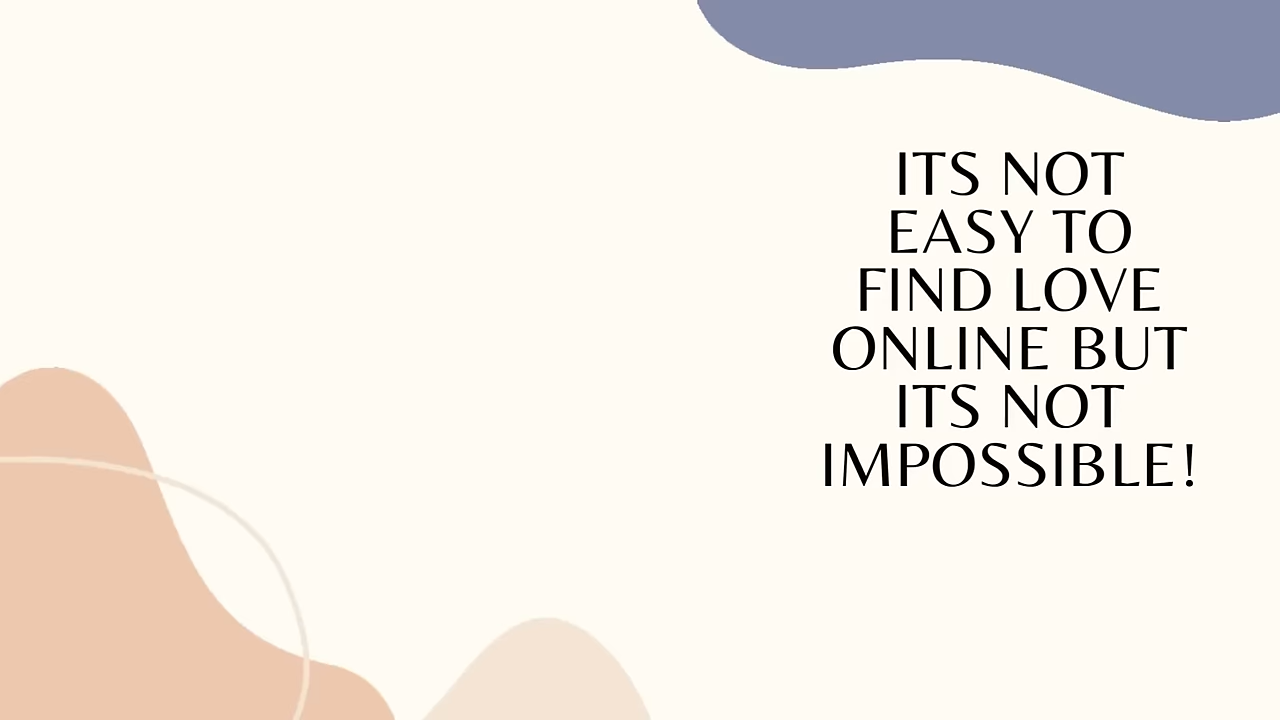 ITS NOT
EASY TO
FIND LOVE
ONLINE BUT
ITS NOT
IMPOSSIBLE!